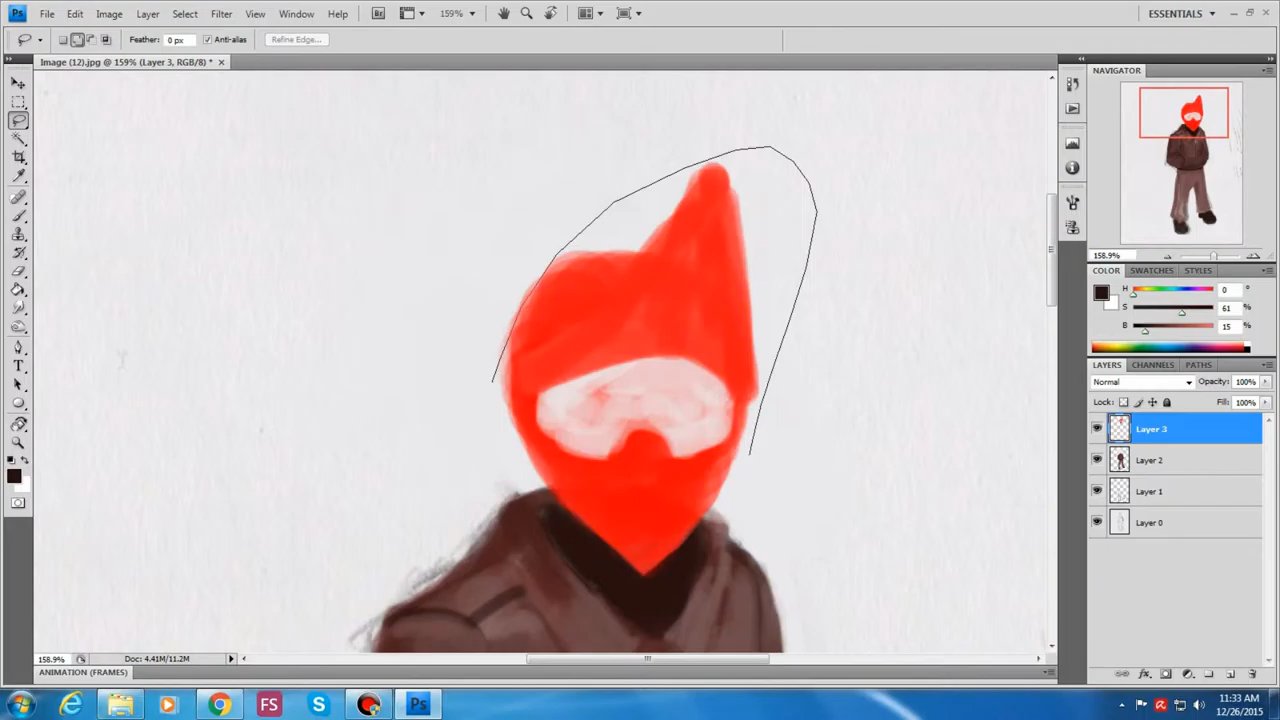 Ps File Edit Image Layer Select Filter View Window Help Br 159% ESSENTIALS
Feather: 0 px Anti-alias Refine Edge...
Image (12).jpg @ 159% (Layer 3, RGB/8) * NAVIGATOR
158.9%
COLOR SWATCHES STYLES
H 0 °
S 61 %
B 15 %
LAYERS CHANNELS PATHS
Normal Opacity: 100%
Lock: Fill: 100%
Layer 3
Layer 2
Layer 1
Layer 0
T
158.9% Doc: 4.41M/11.2M
ANIMATION (FRAMES)
FS S Ps 11:33 AM
12/26/2015